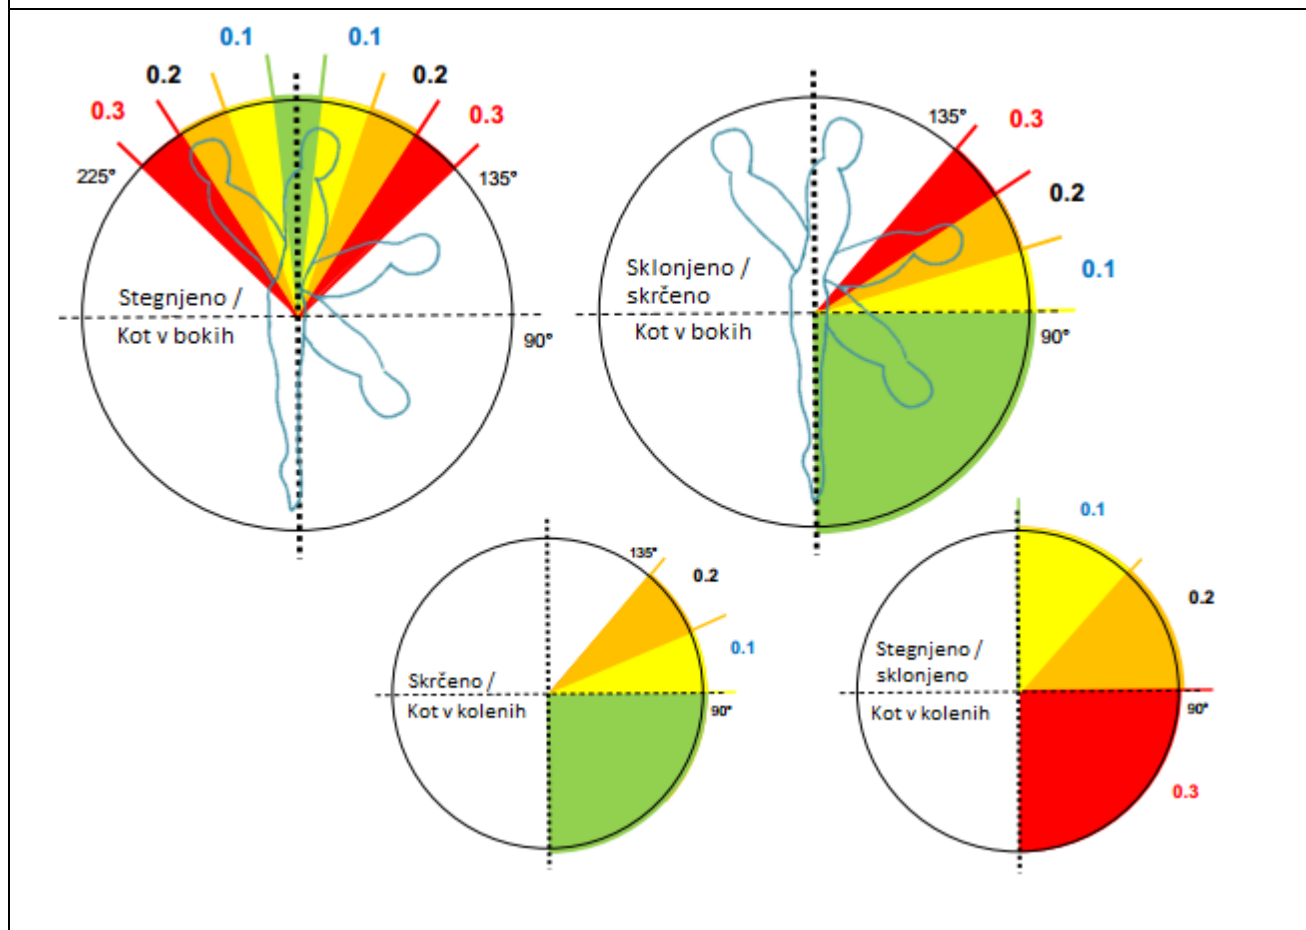 0.1
0.1
0.2
0.2
0.3
0.3
225°
135°
Stegnjeno /
Kot v bokih
90°
135°
0.3
0.2
0.1
Sklonjeno /
skrčeno
Kot v bokih
90°
135°
0.2
0.1
Skrčeno /
Kot v kolenih
90°
0.1
0.2
Stegnjeno /
sklonjeno
Kot v kolenih
90°
0.3